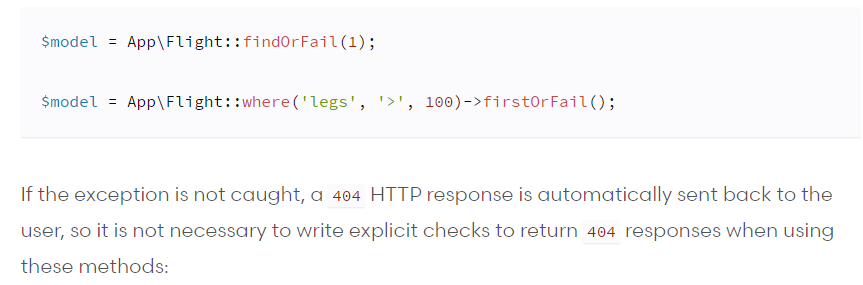 $model = App\Flight::findOrFail(1);
$model = App\Flight::where('legs', '>', 100)->firstOrFail();
If the exception is not caught, a 404 HTTP response is automatically sent back to the
user, so it is not necessary to write explicit checks to return 404 responses when using
these methods: